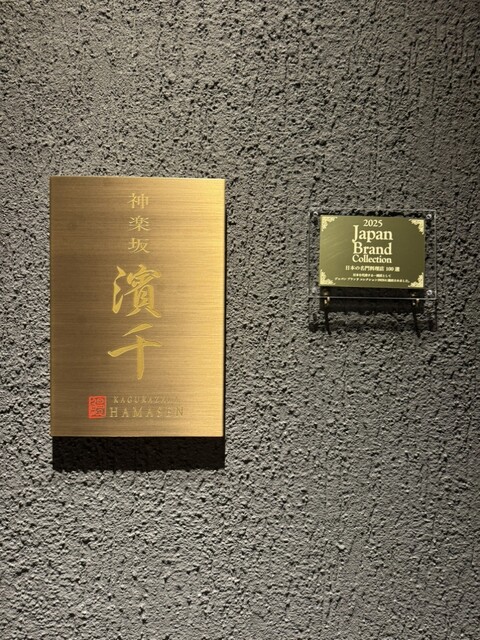 神楽坂
濱千
KAGURAZAKA
HAMASEN
2025
Japan
Brand
Collection
日本の名門料理店 100 選